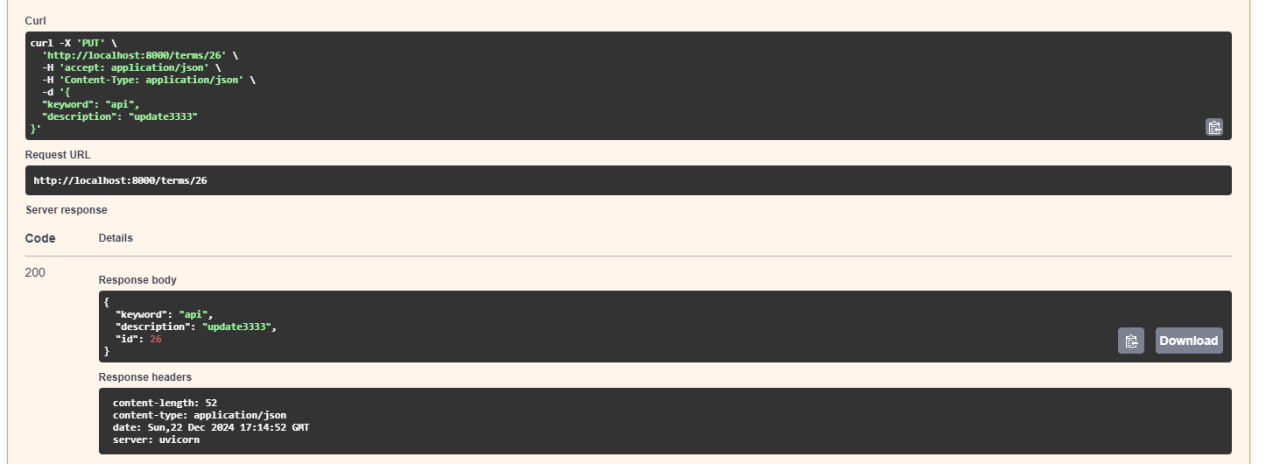 Curl
curl -X 'PUT' \
  'http://localhost:8000/terms/26' \
  -H 'accept: application/json' \
  -H 'Content-Type: application/json' \
  -d '{
  "keyword": "api",
  "description": "update3333"
}'
Request URL
http://localhost:8000/terms/26
Server response
Code Details
200
Response body
{
  "keyword": "api",
  "description": "update3333",
  "id": 26
}
Download
Response headers
content-length: 52
content-type: application/json
date: Sun,22 Dec 2024 17:14:52 GMT
server: uvicorn